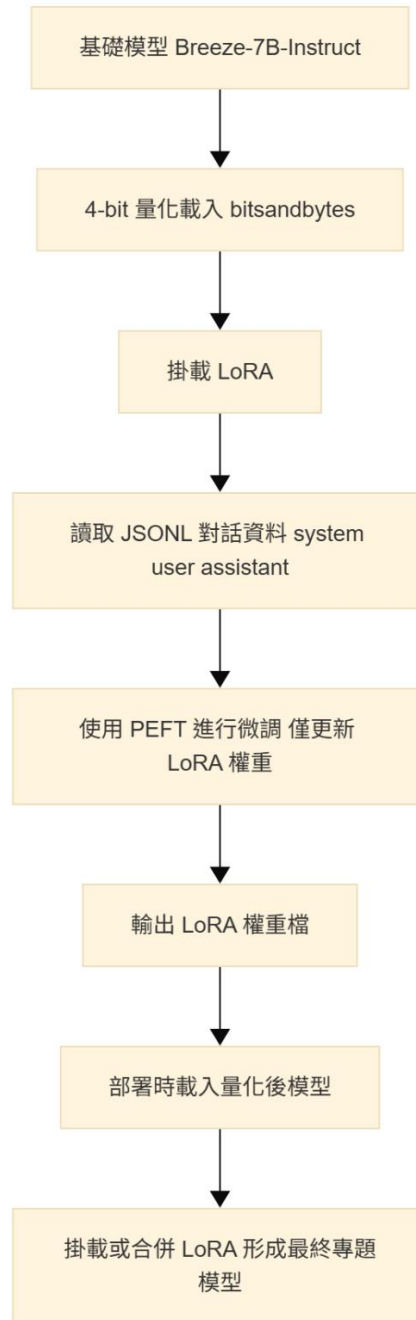 基礎模型 Breeze-7B-Instruct
4-bit 量化載入 bitsandbytes
掛載 LoRA
讀取 JSONL 對話資料 system
user assistant
使用 PEFT 進行微調 僅更新
LoRA 權重
輸出 LoRA 權重檔
部署時載入量化後模型
掛載或合併 LoRA 形成最終專題
模型